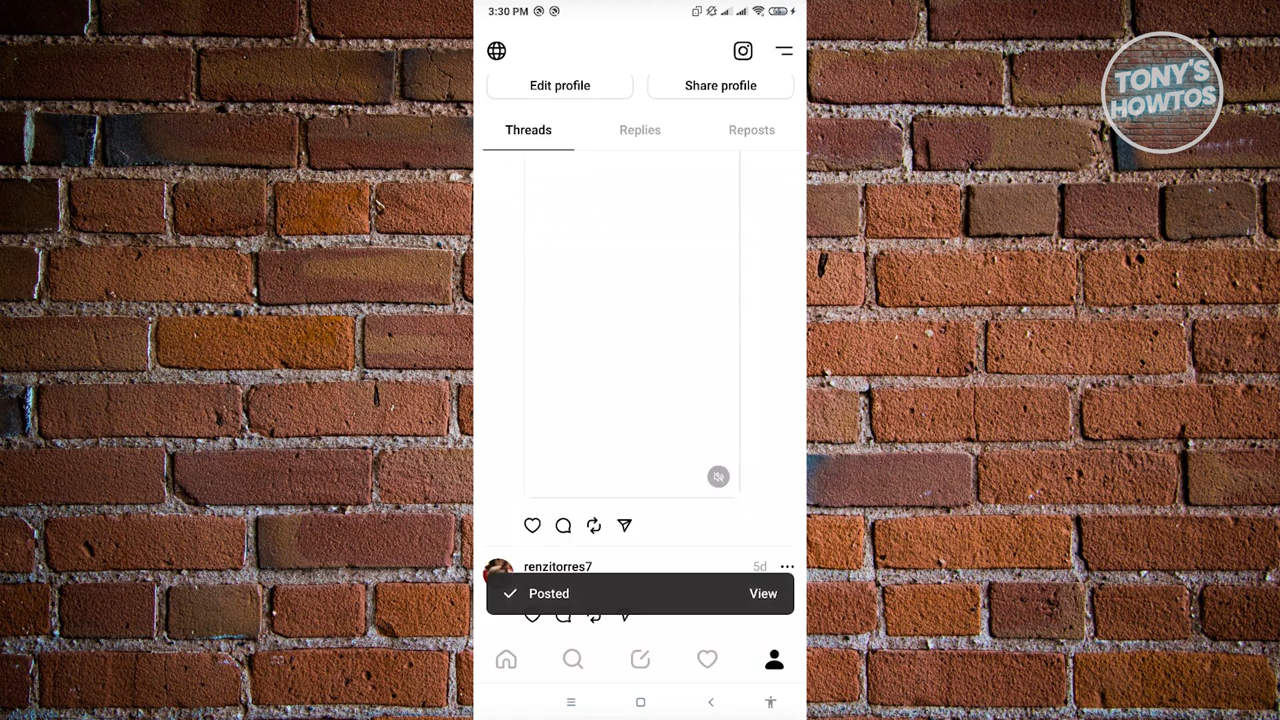 3:30 PM
TONY'S
HOWTOS
Edit profile
Share profile
Threads
Replies
Reposts
renzitorres7
5d
Posted
View